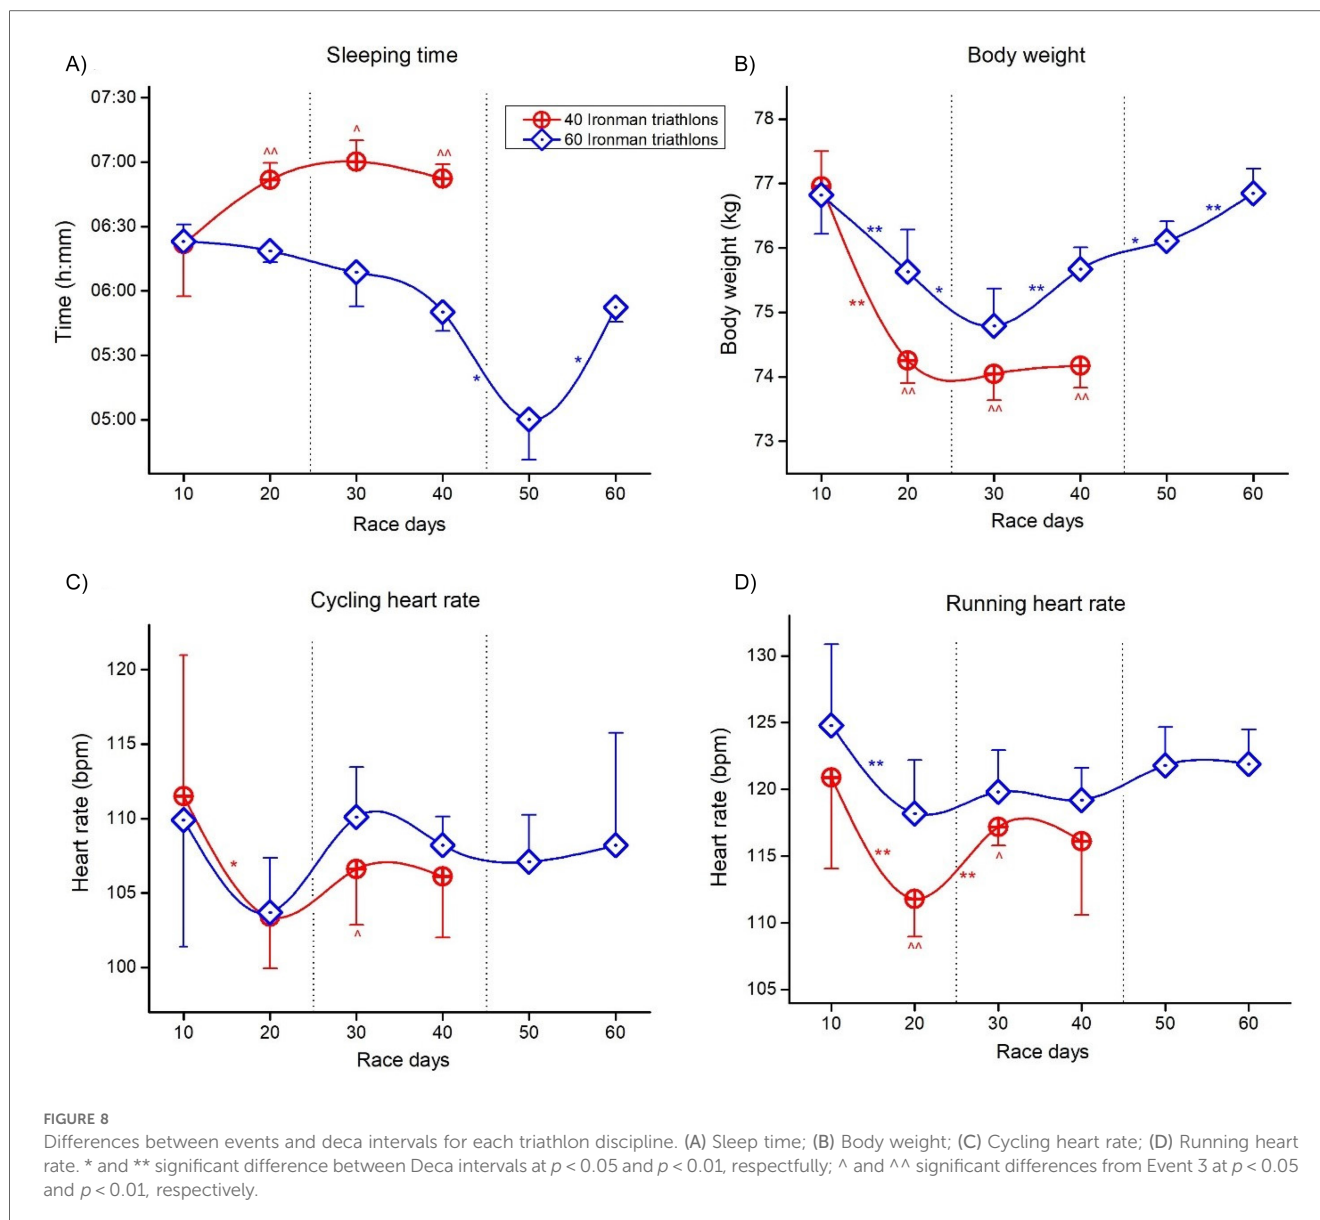 A)
Sleeping time
07:30
07:00
06:30
06:00
05:30
05:00
Time (h:mm)
^^
^
^^
*
*
10 20 30 40 50 60
Race days
40 Ironman triathlons
60 Ironman triathlons
B)
Body weight
78
77
76
75
74
73
Body weight (kg)
**
*
**
*
**
**
^^
^^
^^
10 20 30 40 50 60
Race days
C)
Cycling heart rate
120
115
110
105
100
Heart rate (bpm)
*
^
10 20 30 40 50 60
Race days
D)
Running heart rate
130
125
120
115
110
105
Heart rate (bpm)
**
**
**
^
^^
10 20 30 40 50 60
Race days
FIGURE 8
Differences between events and deca intervals for each triathlon discipline. (A) Sleep time; (B) Body weight; (C) Cycling heart rate; (D) Running heart
rate. * and ** significant difference between Deca intervals at p < 0.05 and p < 0.01, respectfully; ^ and ^^ significant differences from Event 3 at p < 0.05
and p < 0.01, respectively.